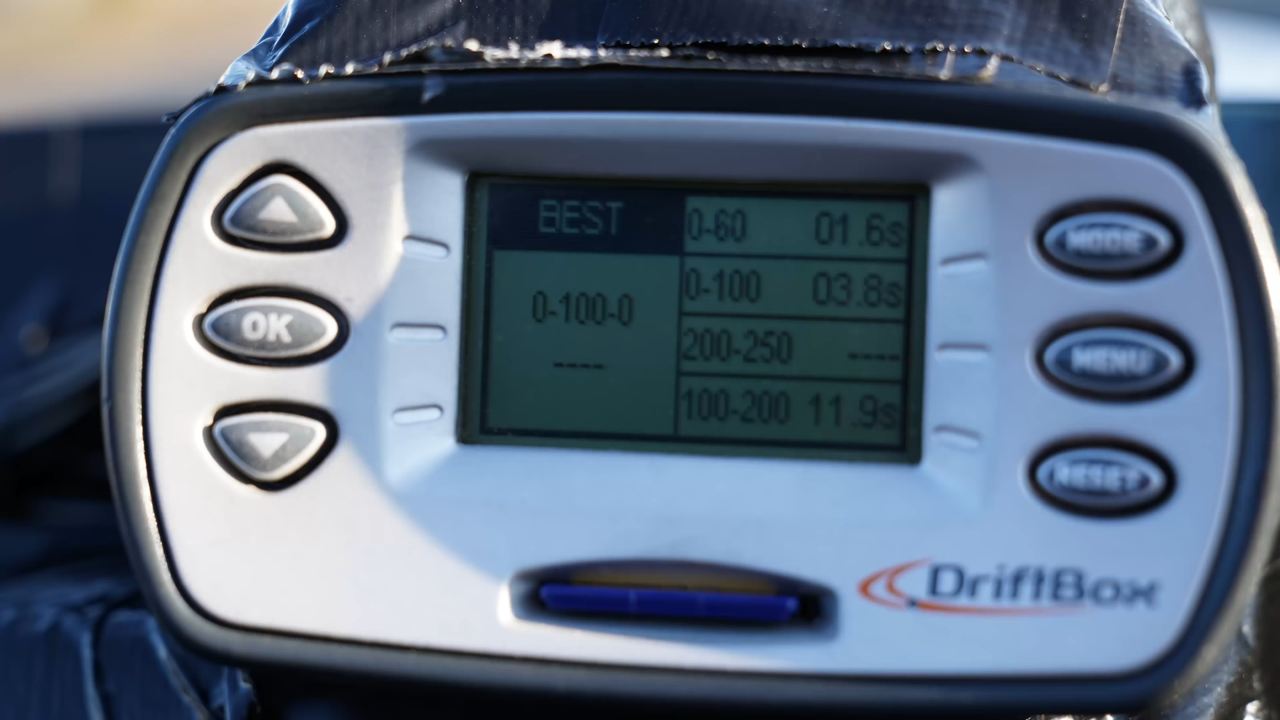 BEST
0-60 01.6s
0-100 03.8s
0-100-0
----
200-250 ----
100-200 11.9s
OK
MODE
MENU
RESET
DriftBox